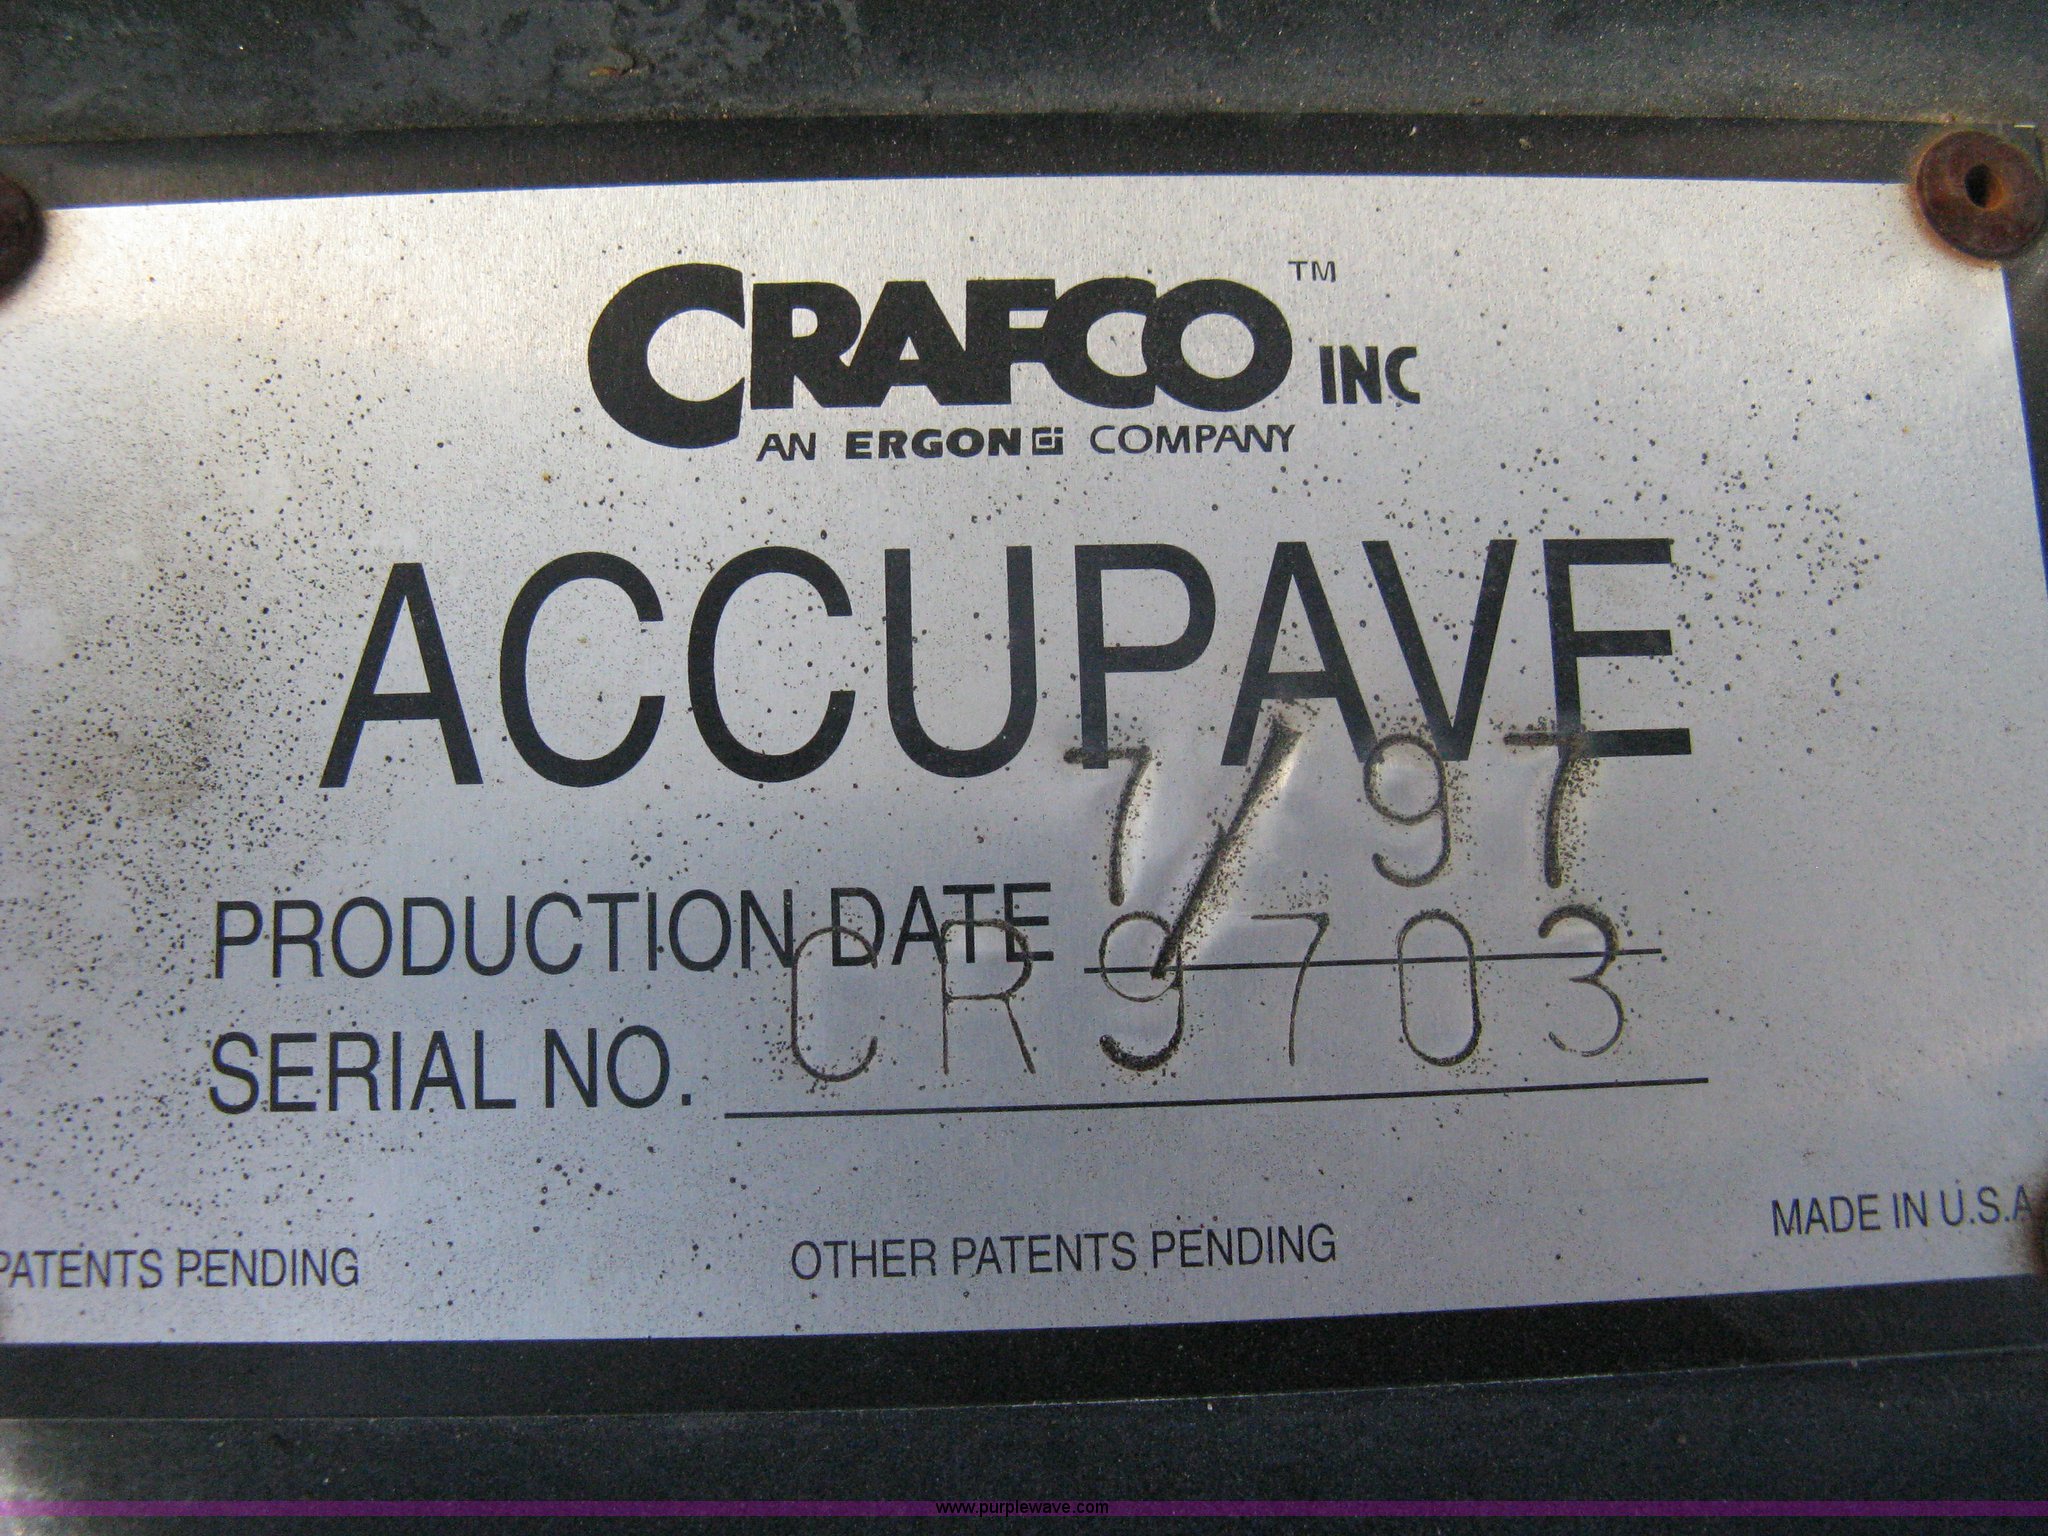 CRAFCO™ INC
AN ERGON COMPANY
ACCUPAVE
PRODUCTION DATE 7/97
SERIAL NO. CR9703
PATENTS PENDING OTHER PATENTS PENDING MADE IN U.S.A
www.purplewave.com